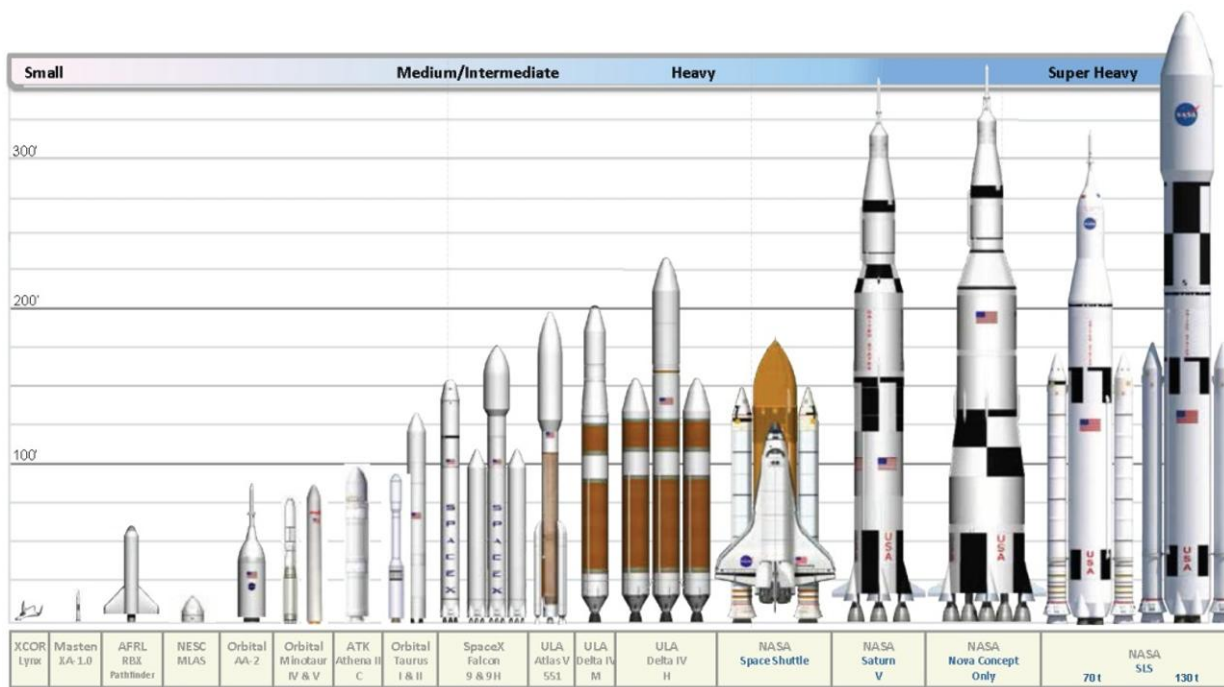 Small Medium/Intermediate Heavy Super Heavy
NASA
300'
200'
100'
USA
USA
USA
USA
SPACEX
SPACEX
XCOR
Lynx
Masten
XA-1.0
AFRL
RBX
Pathfinder
NESC
MLAS
Orbital
AA-2
Orbital
Minotaur
IV & V
ATK
Athena II
C
Orbital
Taurus
I & II
SpaceX
Falcon
9 & 9H
ULA
Atlas V
551
ULA
Delta IV
M
ULA
Delta IV
H
NASA
Space Shuttle
NASA
Saturn
V
NASA
Nova Concept
Only
NASA
SLS
70 t 130 t